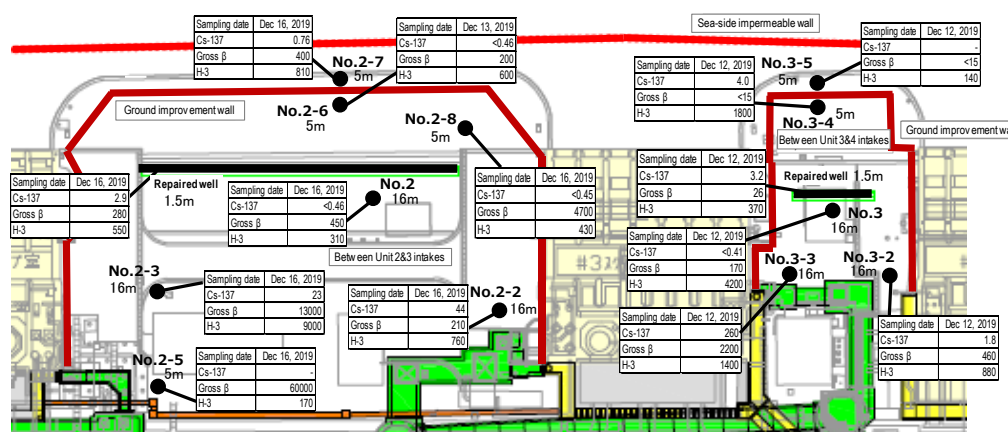 Sampling date Dec 16, 2019
Cs-137 0.76
Gross β 400
H-3 810
Sampling date Dec 13, 2019
Cs-137 <0.46
Gross β 200
H-3 600
Sea-side impermeable wall
Sampling date Dec 12, 2019
Cs-137 -
Gross β <15
H-3 140
No.2-7
5m
No.3-5
5m
Sampling date Dec 12, 2019
Cs-137 4.0
Gross β <15
H-3 1800
Ground improvement wall
No.2-6
5m
No.2-8
5m
5m
No.3-4
Between Unit 3&4 intakes
Ground improvement wa
Sampling date Dec 16, 2019
Cs-137 2.9
Gross β 280
H-3 550
Repaired well
1.5m
Sampling date Dec 16, 2019
Cs-137 <0.46
Gross β 450
H-3 310
No.2
16m
Sampling date Dec 16, 2019
Cs-137 <0.45
Gross β 4700
H-3 430
Sampling date Dec 12, 2019
Cs-137 3.2
Gross β 26
H-3 370
Repaired well 1.5m
No.3
16m
Between Unit 2&3 intakes
Sampling date Dec 12, 2019
Cs-137 <0.41
Gross β 170
H-3 4200
No.2-3
16m
Sampling date Dec 16, 2019
Cs-137 23
Gross β 13000
H-3 9000
Sampling date Dec 16, 2019
Cs-137 44
Gross β 210
H-3 760
No.2-2
16m
#3
No.3-3
16m
No.3-2
16m
Sampling date Dec 12, 2019
Cs-137 260
Gross β 2200
H-3 1400
Sampling date Dec 12, 2019
Cs-137 1.8
Gross β 460
H-3 880
No.2-5
5m
Sampling date Dec 16, 2019
Cs-137 -
Gross β 60000
H-3 170